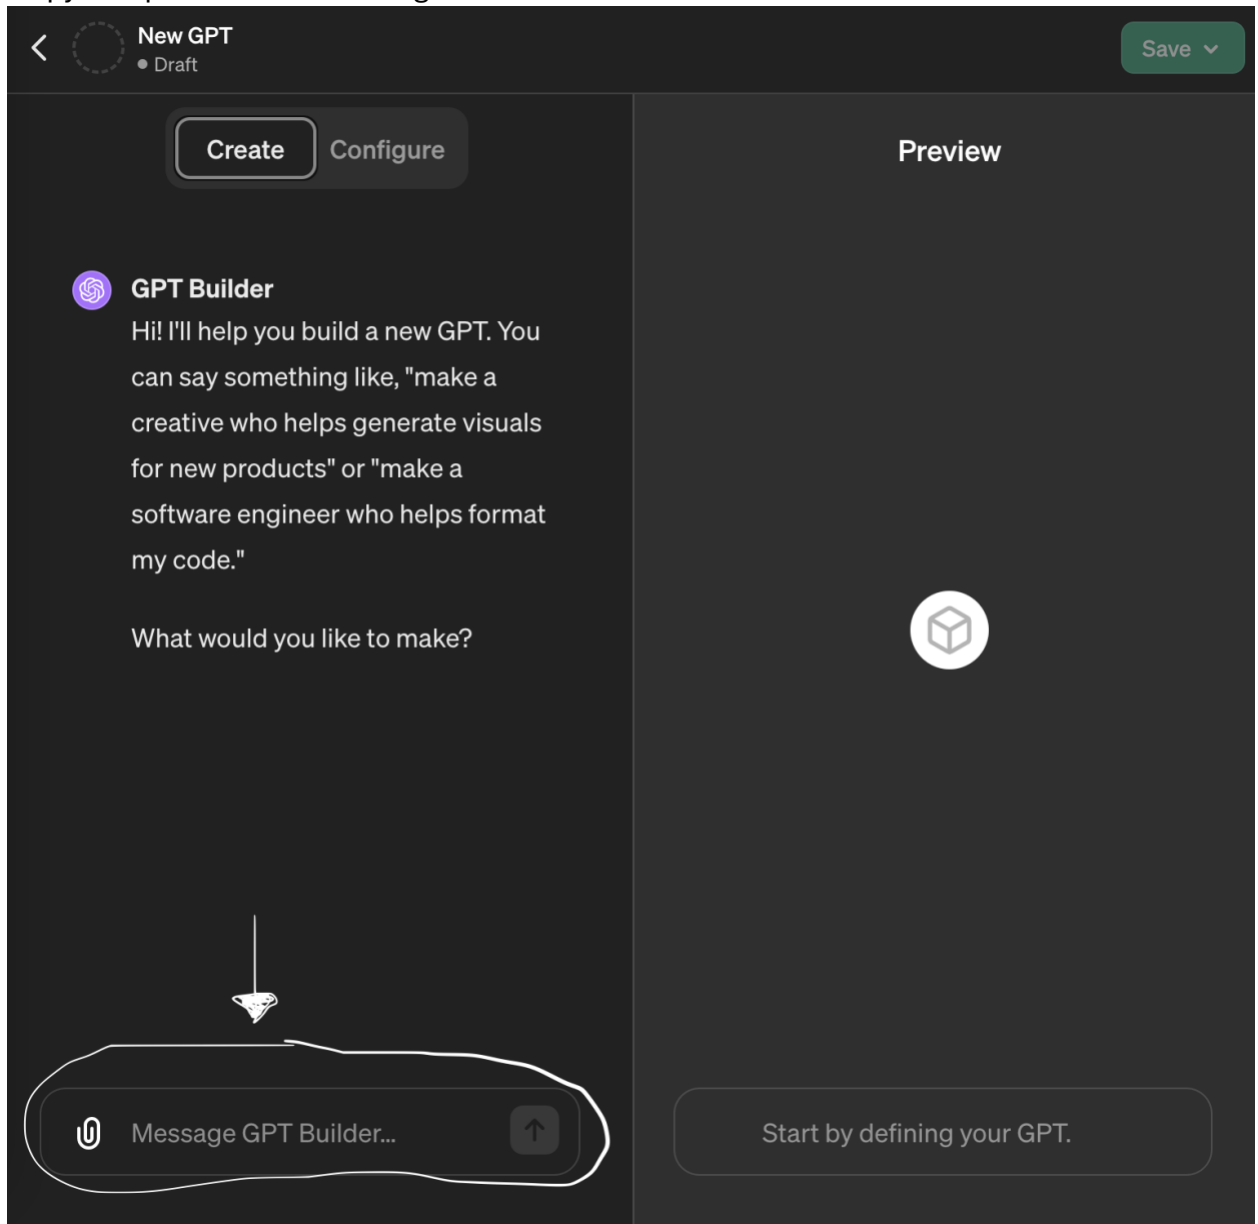 New GPT
Draft
Save
Create
Configure
Preview
GPT Builder
Hi! I'll help you build a new GPT. You
can say something like, "make a
creative who helps generate visuals
for new products" or "make a
software engineer who helps format
my code."
What would you like to make?
Message GPT Builder...
Start by defining your GPT.